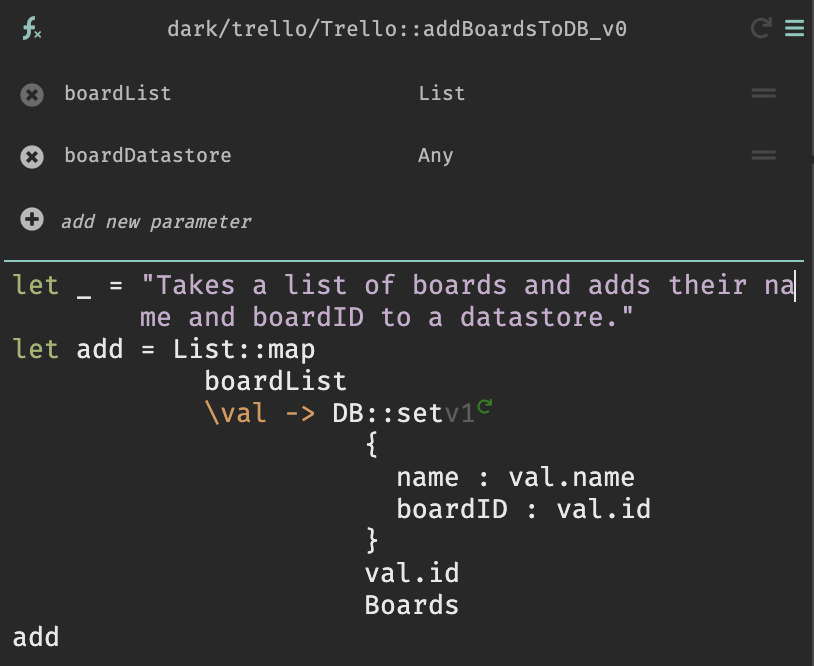 dark/trello/Trello::addBoardsToDB_v0
boardList List
boardDatastore Any
add new parameter
let _ = "Takes a list of boards and adds their na
me and boardID to a datastore."
let add = List::map
boardList
\val -> DB::setv1
{
name : val.name
boardID : val.id
}
val.id
Boards
add